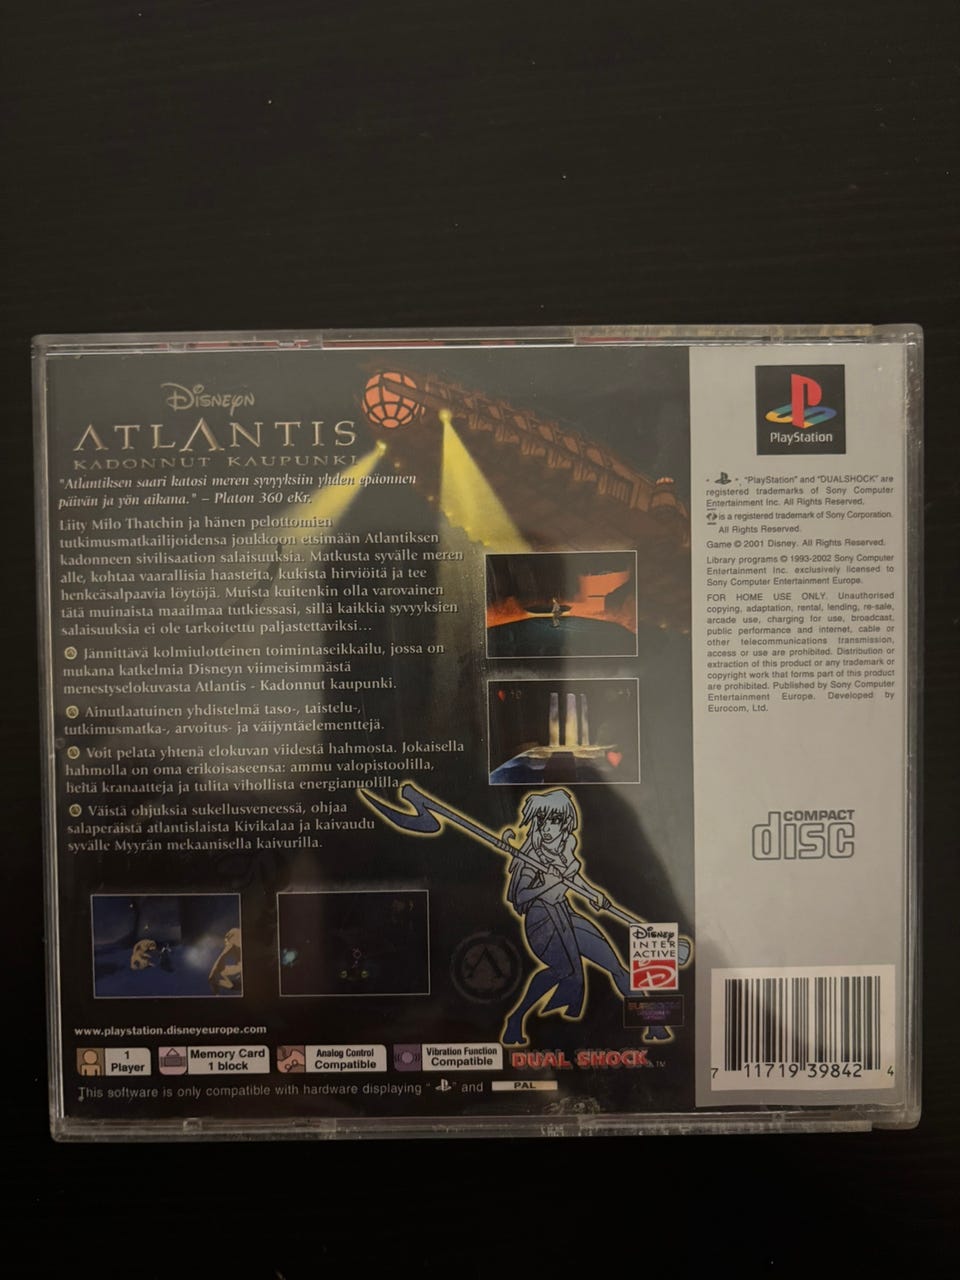 Disneyn
ATLANTIS
KADONNUT KAUPUNKI
"Atlantiksen saari katosi meren syvyyksiin yhden epäonnen
päivän ja yön aikana." – Platon 360 eKr.
Liity Milo Thatchin ja hänen pelottomien
tutkimusmatkailijoidensa joukkoon etsimään Atlantiksen
kadonneen sivilisaation salaisuuksia. Matkusta syvälle meren
alle, kohtaa vaarallisia haasteita, kukista hirviöitä ja tee
henkeäsalpaavia löytöjä. Muista kuitenkin olla varovainen
tätä muinaista maailmaa tutkiessasi, sillä kaikkia syvyyksien
salaisuuksia ei ole tarkoitettu paljastettaviksi...
Jännittävä kolmiulotteinen toimintaseikkailu, jossa on
mukana katkelmia Disneyn viimeisimmästä
menestyselokuvasta Atlantis - Kadonnut kaupunki.
Ainutlaatuinen yhdistelmä taso-, taistelu-,
tutkimusmatka-, arvoitus- ja väijyntäelementtejä.
Voit pelata yhtenä elokuvan viidestä hahmosta. Jokaisella
hahmolla on oma erikoisaseensa: ammu valopistoolilla,
heitä kranaatteja ja tulita vihollista energianuolilla.
Väistä ohjuksia sukellusveneessä, ohjaa
salaperäistä atlantislaista Kivikalaa ja kaivaudu
syvälle Myyrän mekaanisella kaivurilla.
www.playstation.disneyeurope.com
1
Player
Memory Card
1 block
Analog Control
Compatible
Vibration Function
Compatible
DUAL SHOCK™
This software is only compatible with hardware displaying " " and PAL
DISNEY
INTER
ACTIVE
EUROCOM
PlayStation
" ", "PlayStation" and "DUALSHOCK" are
registered trademarks of Sony Computer
Entertainment Inc. All Rights Reserved.
is a registered trademark of Sony Corporation.
All Rights Reserved.
Game © 2001 Disney. All Rights Reserved.
Library programs © 1993-2002 Sony Computer
Entertainment Inc. exclusively licensed to
Sony Computer Entertainment Europe.
FOR HOME USE ONLY. Unauthorised
copying, adaptation, rental, lending, re-sale,
arcade use, charging for use, broadcast,
public performance and internet, cable or
other telecommunications transmission,
access or use are prohibited. Distribution or
extraction of this product or any trademark or
copyright work that forms part of this product
are prohibited. Published by Sony Computer
Entertainment Europe. Developed by
Eurocom, Ltd.
COMPACT
disc
7 11719 39842 4